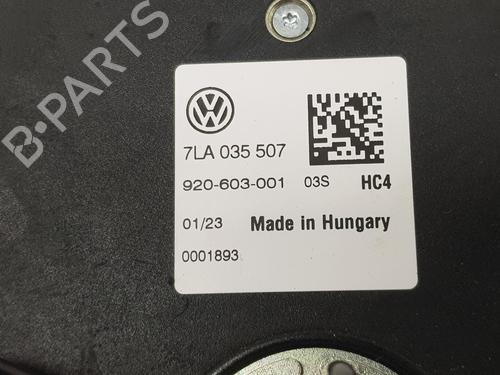 B-PARTS
7LA 035 507
920-603-001 03S HC4
01/23 Made in Hungary
0001893